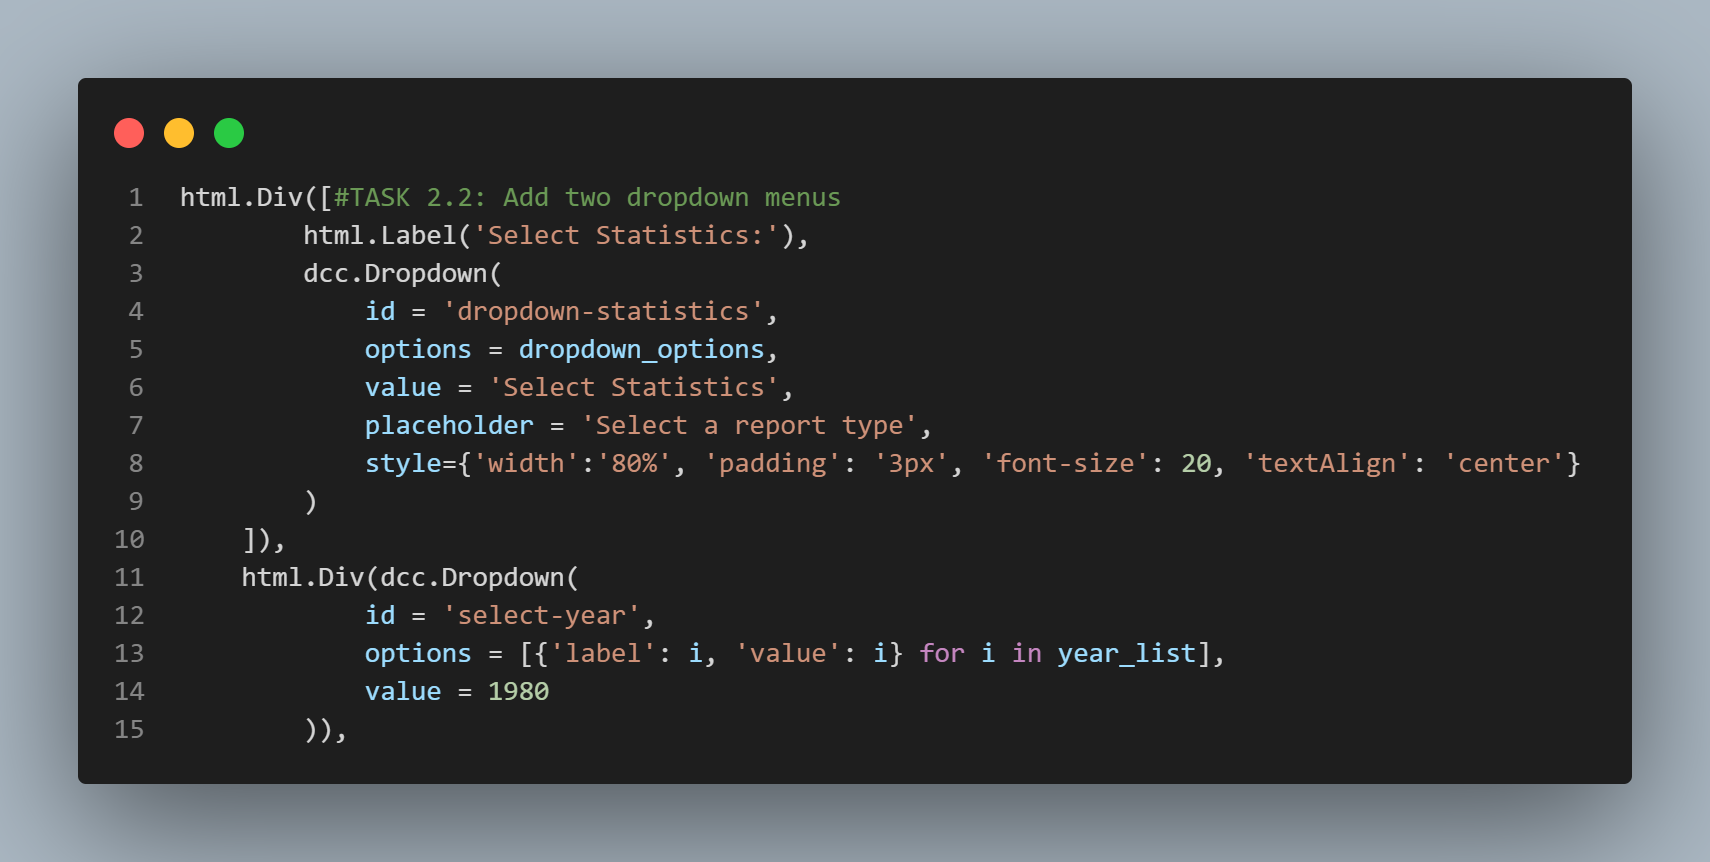 1 html.Div([#TASK 2.2: Add two dropdown menus
2         html.Label('Select Statistics:'),
3         dcc.Dropdown(
4             id = 'dropdown-statistics',
5             options = dropdown_options,
6             value = 'Select Statistics',
7             placeholder = 'Select a report type',
8             style={'width':'80%', 'padding': '3px', 'font-size': 20, 'textAlign': 'center'}
9         )
10     ]),
11     html.Div(dcc.Dropdown(
12             id = 'select-year',
13             options = [{'label': i, 'value': i} for i in year_list],
14             value = 1980
15         )),